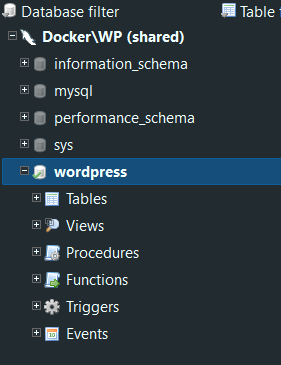 Database filter Table f
Docker\WP (shared)
information_schema
mysql
performance_schema
sys
wordpress
Tables
Views
Procedures
Functions
Triggers
Events